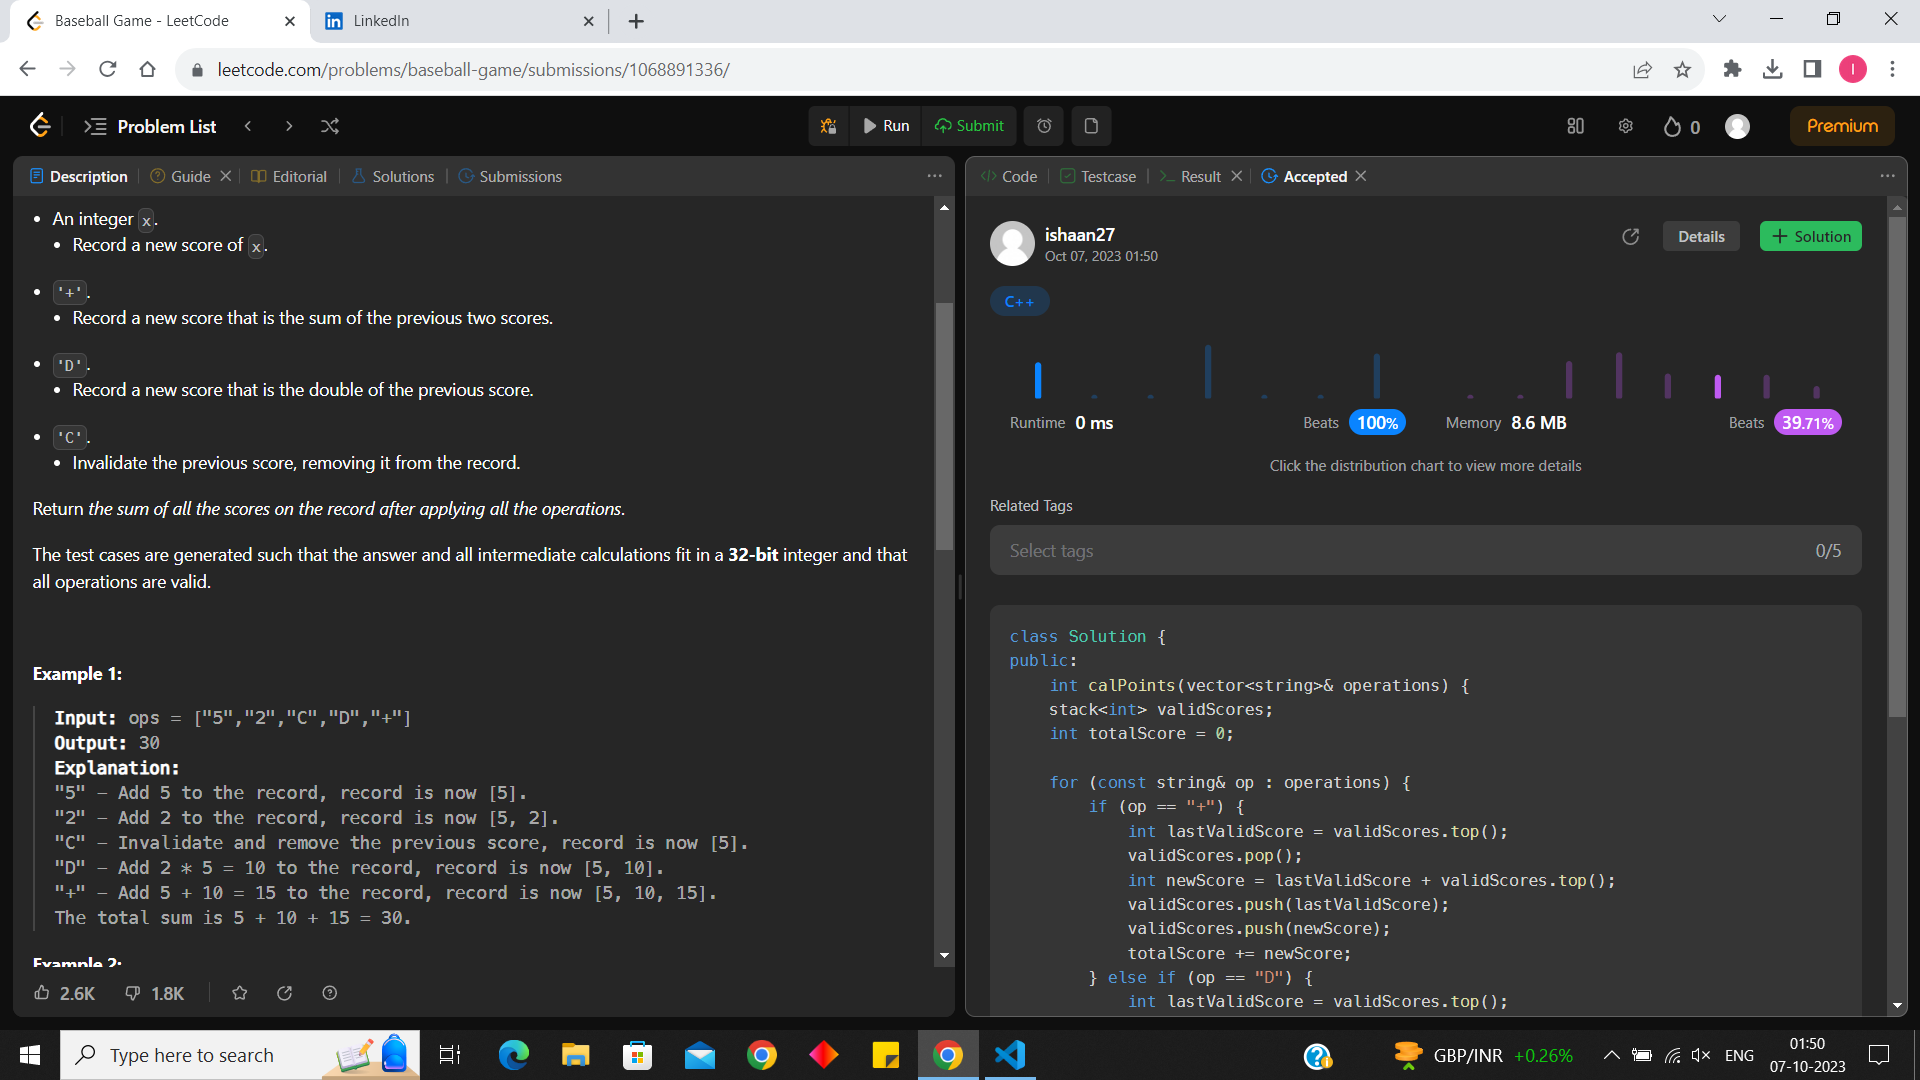 Baseball Game - LeetCode
LinkedIn
leetcode.com/problems/baseball-game/submissions/1068891336/
I
Problem List
Run
Submit
0
Premium
Description
Guide
Editorial
Solutions
Submissions
An integer x.
Record a new score of x.
'+'.
Record a new score that is the sum of the previous two scores.
'D'.
Record a new score that is the double of the previous score.
'C'.
Invalidate the previous score, removing it from the record.
Return the sum of all the scores on the record after applying all the operations.
The test cases are generated such that the answer and all intermediate calculations fit in a 32-bit integer and that
all operations are valid.
Example 1:
Input: ops = ["5","2","C","D","+"]
Output: 30
Explanation:
"5" - Add 5 to the record, record is now [5].
"2" - Add 2 to the record, record is now [5, 2].
"C" - Invalidate and remove the previous score, record is now [5].
"D" - Add 2 * 5 = 10 to the record, record is now [5, 10].
"+" - Add 5 + 10 = 15 to the record, record is now [5, 10, 15].
The total sum is 5 + 10 + 15 = 30.
Example 2:
2.6K
1.8K
Code
Testcase
Result
Accepted
ishaan27
Oct 07, 2023 01:50
Details
+ Solution
C++
Runtime 0 ms
Beats 100%
Memory 8.6 MB
Beats 39.71%
Click the distribution chart to view more details
Related Tags
Select tags
0/5
class Solution {
public:
int calPoints(vector<string>& operations) {
stack<int> validScores;
int totalScore = 0;
for (const string& op : operations) {
if (op == "+") {
int lastValidScore = validScores.top();
validScores.pop();
int newScore = lastValidScore + validScores.top();
validScores.push(lastValidScore);
validScores.push(newScore);
totalScore += newScore;
} else if (op == "D") {
int lastValidScore = validScores.top();
Type here to search
GBP/INR +0.26%
ENG
01:50
07-10-2023